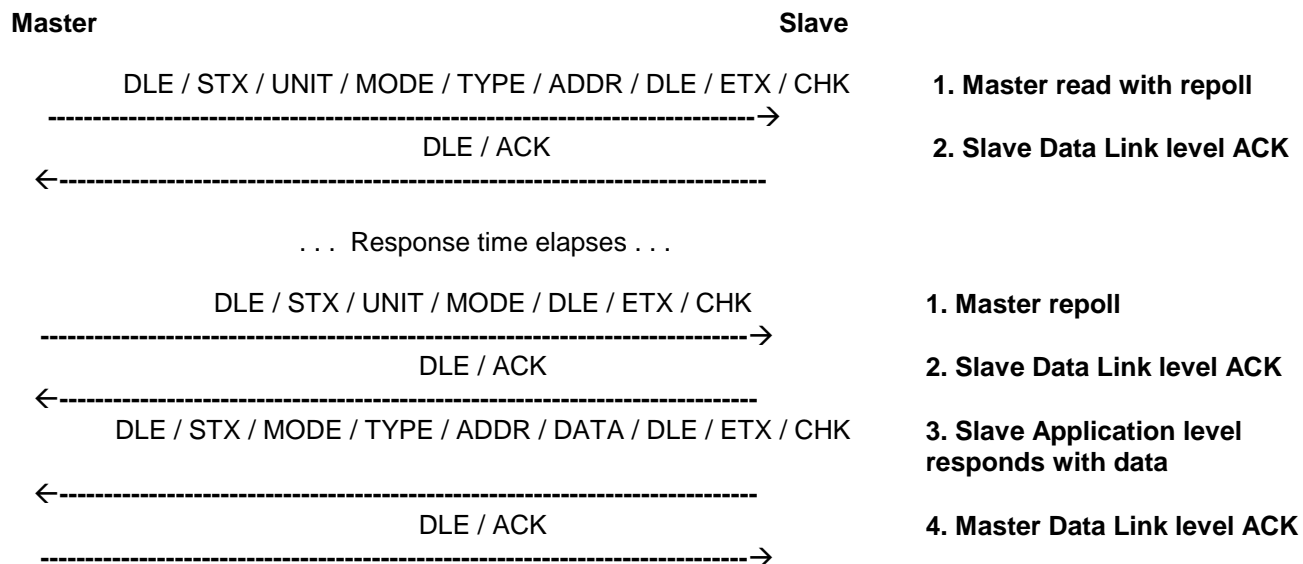 Master Slave
DLE / STX / UNIT / MODE / TYPE / ADDR / DLE / ETX / CHK 1. Master read with repoll
-------------------------------------------------------------------------→
DLE / ACK 2. Slave Data Link level ACK
←-------------------------------------------------------------------------
. . . Response time elapses . . .
DLE / STX / UNIT / MODE / DLE / ETX / CHK 1. Master repoll
-------------------------------------------------------------------------→
DLE / ACK 2. Slave Data Link level ACK
←-------------------------------------------------------------------------
DLE / STX / MODE / TYPE / ADDR / DATA / DLE / ETX / CHK 3. Slave Application level
responds with data
←-------------------------------------------------------------------------
DLE / ACK 4. Master Data Link level ACK
-------------------------------------------------------------------------→